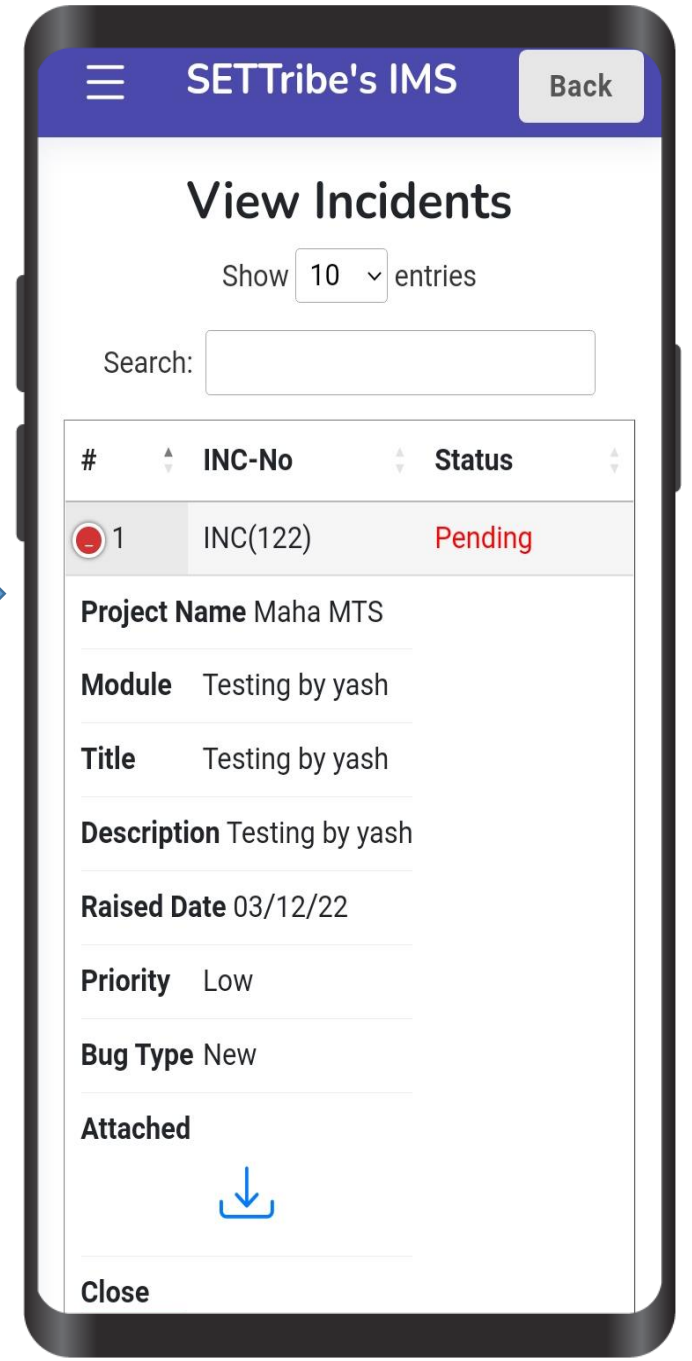 SETTribe's IMS Back
View Incidents
Show 10 entries
Search:
# INC-No Status
1 INC(122) Pending
Project Name Maha MTS
Module Testing by yash
Title Testing by yash
Description Testing by yash
Raised Date 03/12/22
Priority Low
Bug Type New
Attached
Close